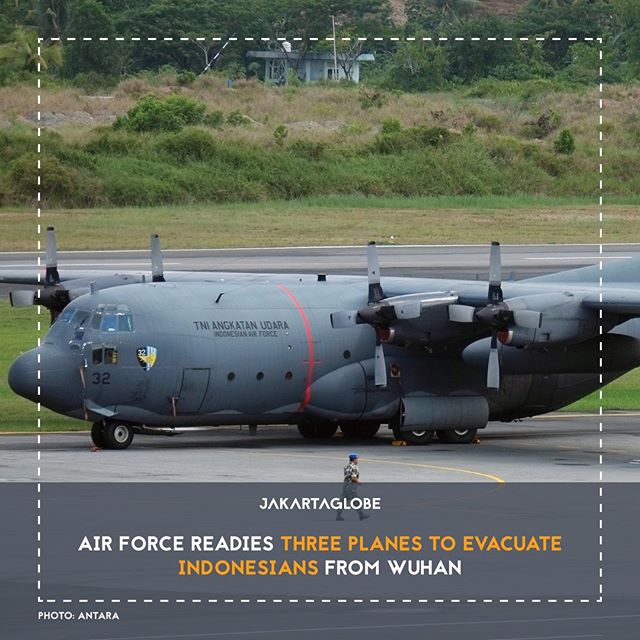 TNI ANGKATAN UDARA
INDONESIAN AIR FORCE
32
32
JAKARTAGLOBE
AIR FORCE READIES THREE PLANES TO EVACUATE
INDONESIANS FROM WUHAN
PHOTO: ANTARA